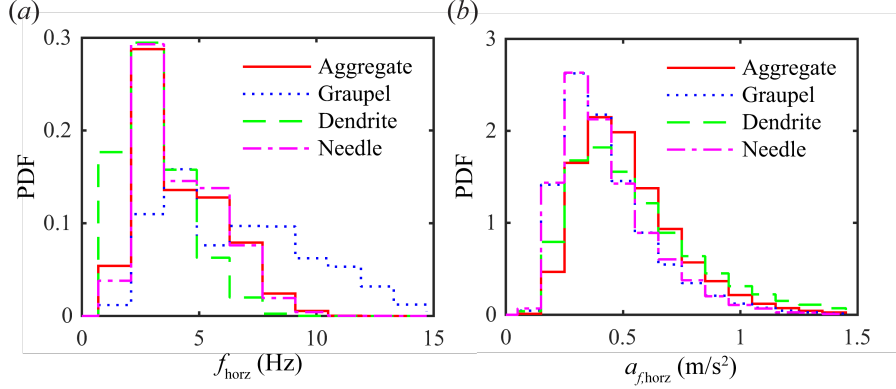 (a)
0.3
0.2
0.1
0
PDF
Aggregate
Graupel
Dendrite
Needle
0 5 10 15
f_horz (Hz)
(b)
3
2
1
0
PDF
Aggregate
Graupel
Dendrite
Needle
0 0.5 1 1.5
a_f,horz (m/s²)